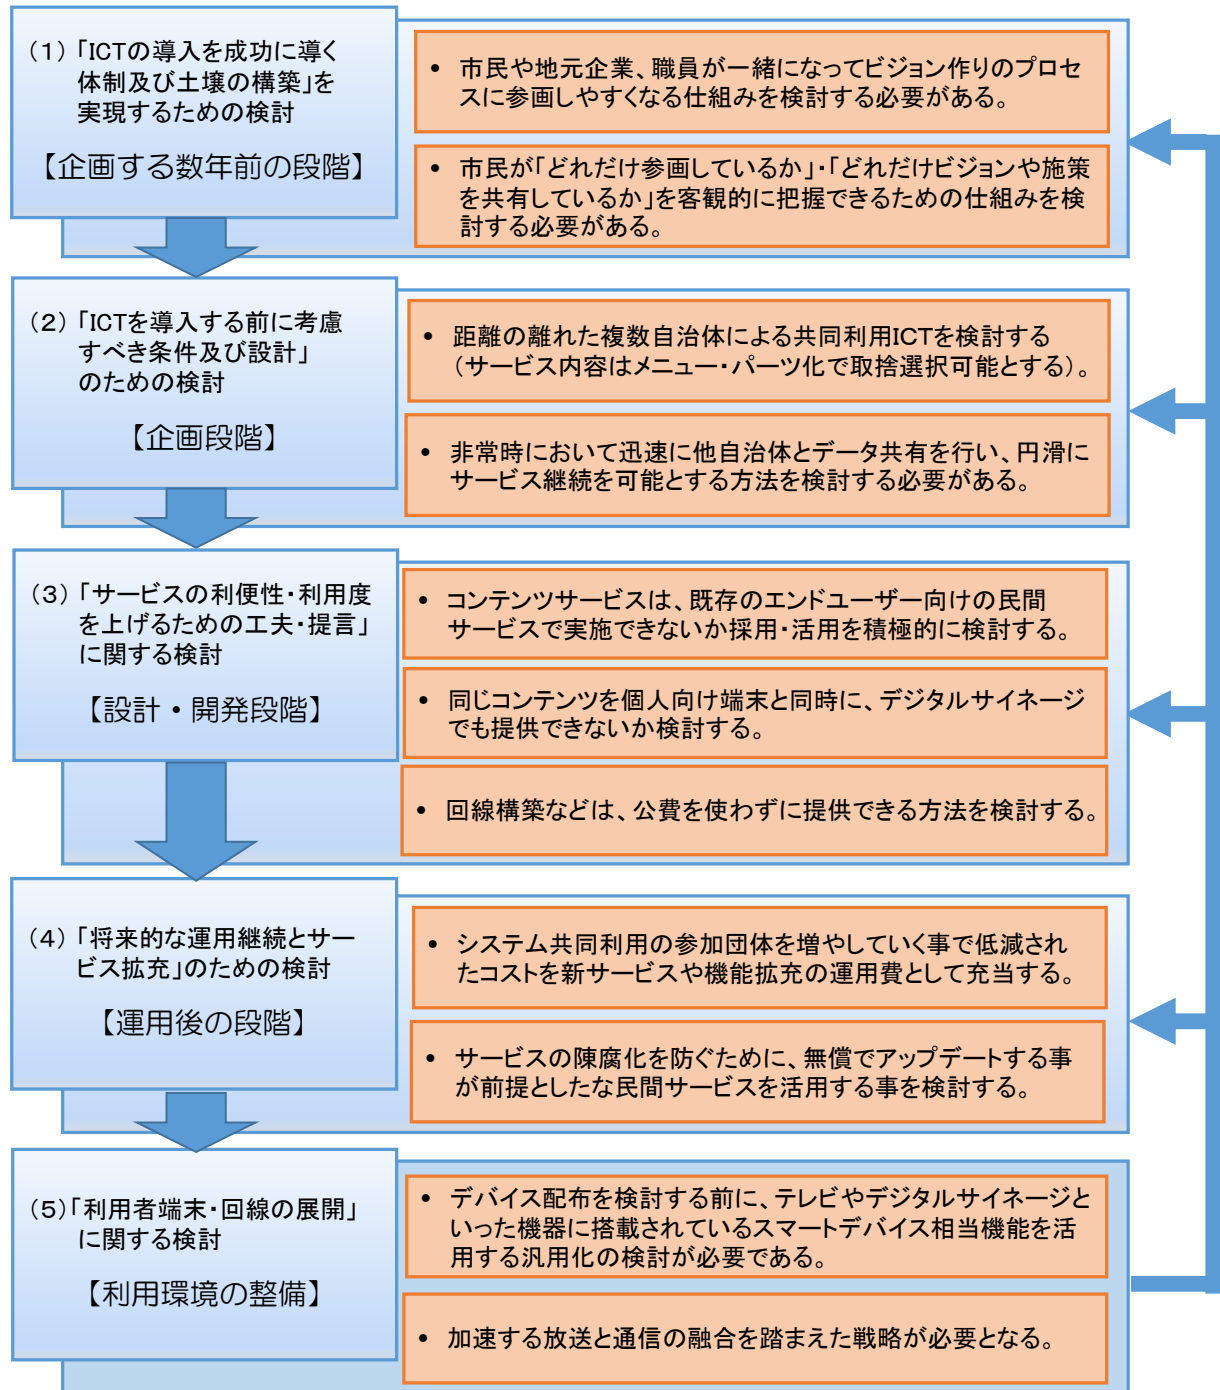 （1）「ICTの導入を成功に導く
体制及び土壌の構築」を
実現するための検討
【企画する数年前の段階】
• 市民や地元企業、職員が一緒になってビジョン作りのプロセ
スに参画しやすくなる仕組みを検討する必要がある。
• 市民が「どれだけ参画しているか」・「どれだけビジョンや施策
を共有しているか」を客観的に把握できるための仕組みを検
討する必要がある。
（2）「ICTを導入する前に考慮
すべき条件及び設計」
のための検討
【企画段階】
• 距離の離れた複数自治体による共同利用ICTを検討する
（サービス内容はメニュー・パーツ化で取捨選択可能とする）。
• 非常時において迅速に他自治体とデータ共有を行い、円滑に
サービス継続を可能とする方法を検討する必要がある。
（3）「サービスの利便性・利用度
を上げるための工夫・提言」
に関する検討
【設計・開発段階】
• コンテンツサービスは、既存のエンドユーザー向けの民間
サービスで実施できないか採用・活用を積極的に検討する。
• 同じコンテンツを個人向け端末と同時に、デジタルサイネージ
でも提供できないか検討する。
• 回線構築などは、公費を使わずに提供できる方法を検討する。
（4）「将来的な運用継続とサー
ビス拡充」のための検討
【運用後の段階】
• システム共同利用の参加団体を増やしていく事で低減され
たコストを新サービスや機能拡充の運用費として充当する。
• サービスの陳腐化を防ぐために、無償でアップデートする事
が前提としたな民間サービスを活用する事を検討する。
（5）「利用者端末・回線の展開」
に関する検討
【利用環境の整備】
• デバイス配布を検討する前に、テレビやデジタルサイネージと
いった機器に搭載されているスマートデバイス相当機能を活
用する汎用化の検討が必要である。
• 加速する放送と通信の融合を踏まえた戦略が必要となる。